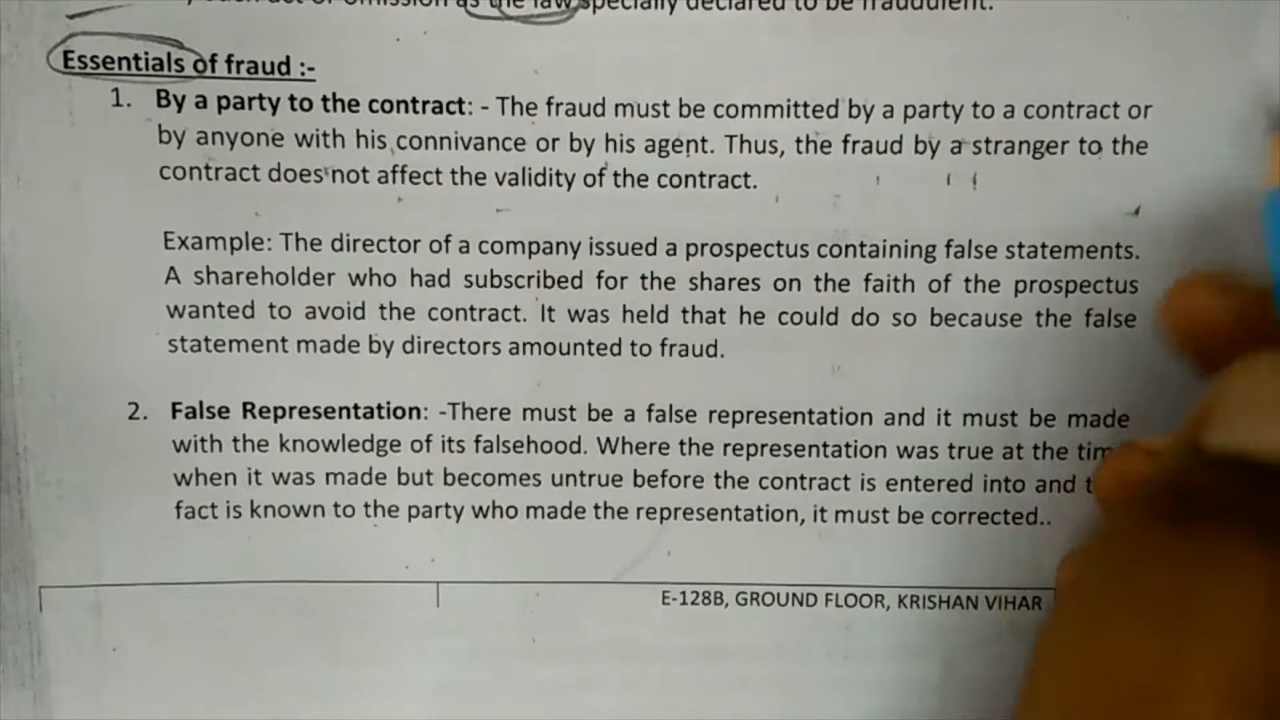 specially declared to be fraudulent.
Essentials of fraud :-
1. By a party to the contract: - The fraud must be committed by a party to a contract or
by anyone with his connivance or by his agent. Thus, the fraud by a stranger to the
contract does not affect the validity of the contract.
Example: The director of a company issued a prospectus containing false statements.
A shareholder who had subscribed for the shares on the faith of the prospectus
wanted to avoid the contract. It was held that he could do so because the false
statement made by directors amounted to fraud.
2. False Representation: -There must be a false representation and it must be made
with the knowledge of its falsehood. Where the representation was true at the
when it was made but becomes untrue before the contract is entered into and
fact is known to the party who made the representation, it must be corrected..
E-128B, GROUND FLOOR, KRISHAN VIHAR